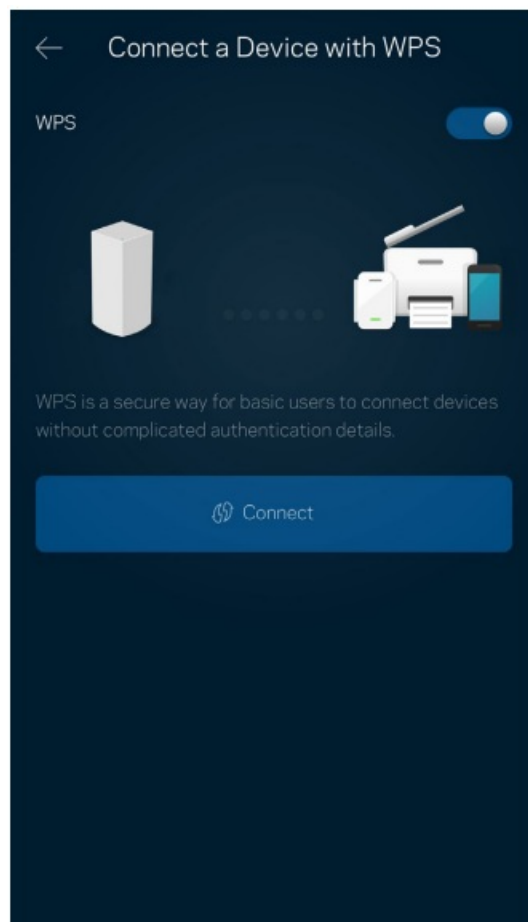 Connect a Device with WPS
WPS
WPS is a secure way for basic users to connect devices
without complicated authentication details.
Connect